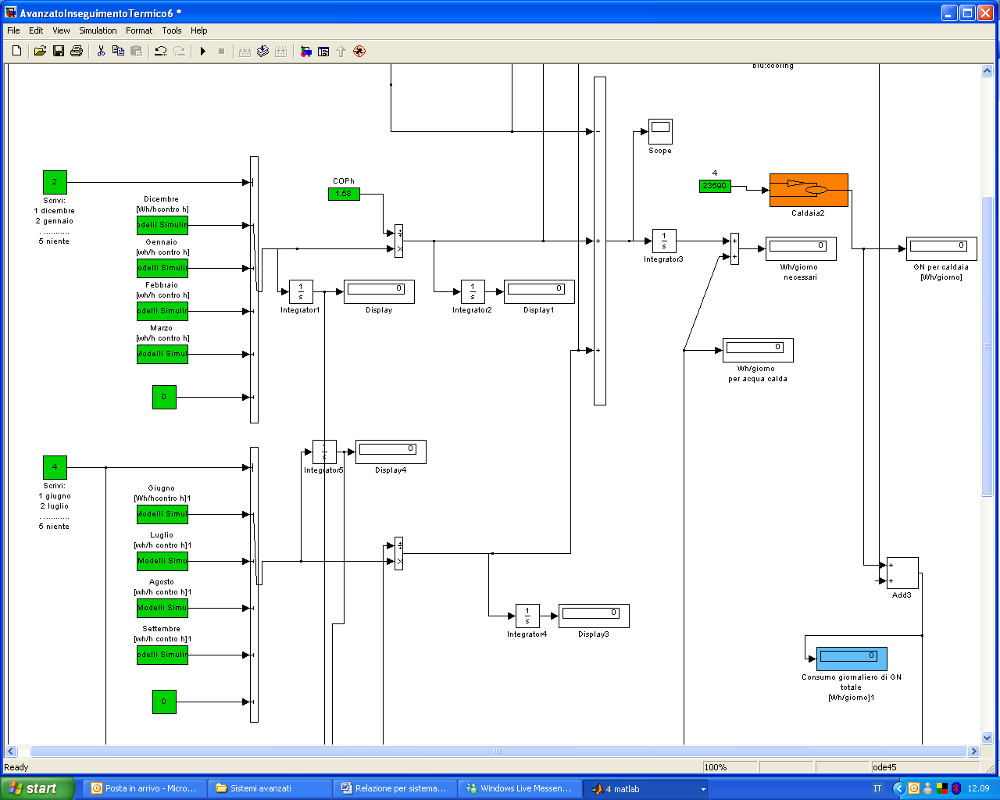 AvanzatoInseguimentoTermico6 *
File Edit View Simulation Format Tools Help
blu:cooling
Scope
2
Scrivi:
1 dicembre
2 gennaio
. ............
5 niente
Dicembre
[Wh/hcontro h]
odelli Simulin
Gennaio
[wh/h contro h]
odelli Simulin
Febbraio
[wh/h contro h]
odelli Simulin
Marzo
[wh/h contro h]
Modelli Simul
0
COPh
1.58
÷
×
1
s
Integrator1
0
Display
1
s
Integrator2
0
Display1
−
+
+
1
s
Integrator3
+
+
4
23590
Caldaia2
0
Wh/giorno
necessari
0
GN per caldaia
[Wh/giorno]
0
Wh/giorno
per acqua calda
1
s
Integrator5
0
Display4
4
Scrivi:
1 giugno
2 luglio
. ............
5 niente
Giugno
[Wh/hcontro h]1
Modelli Simul
Luglio
[wh/h contro h]1
Modelli Simu
Agosto
[wh/h contro h]1
Modelli Simu
Settembre
[wh/h contro h]1
odelli Simulin
0
÷
×
1
s
Integrator4
0
Display3
+
+
Add3
0
Consumo giornaliero di GN
totale
[Wh/giorno]1
Ready 100% ode45
start Posta in arrivo - Micro... Sistemi avanzati Relazione per sistema... Windows Live Messen... 4 matlab IT 12.09